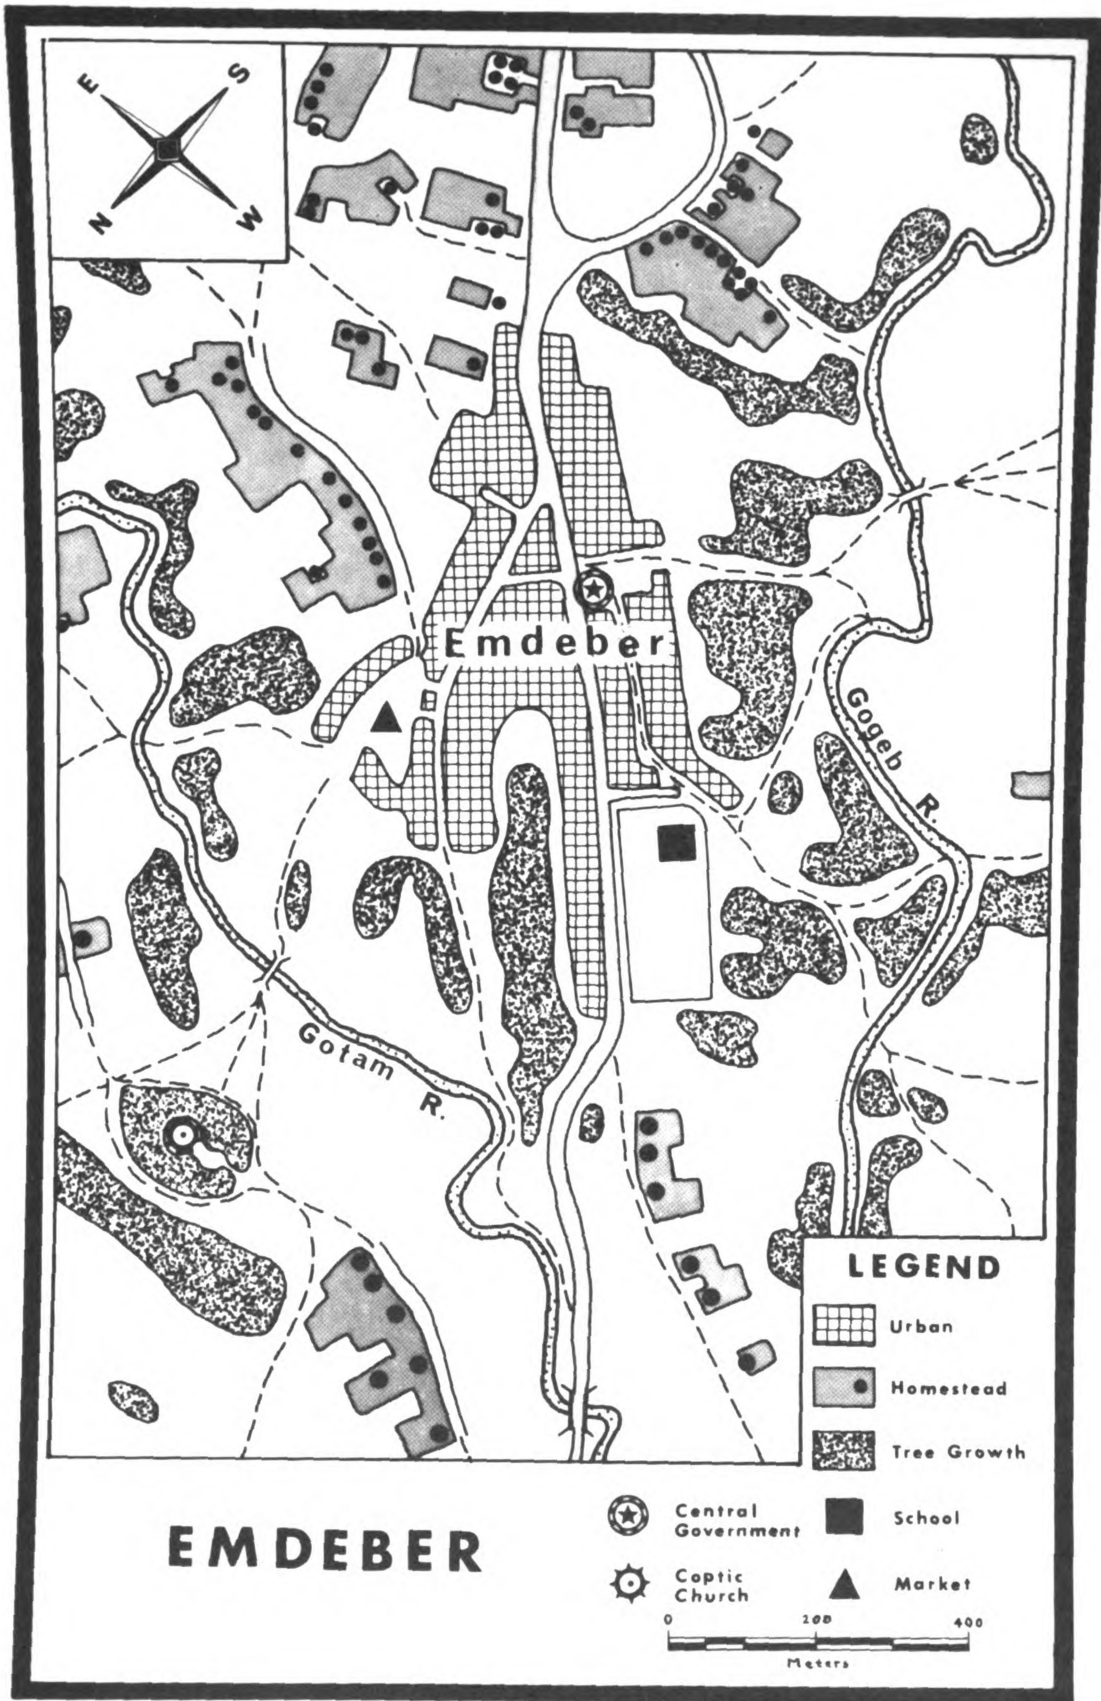 E
S
N
W
Emdeber
Gogeb
R.
Gotam
R.
LEGEND
Urban
Homestead
Tree Growth
Central
Government
School
Coptic
Church
Market
EMDEBER
0 200 400
Meters